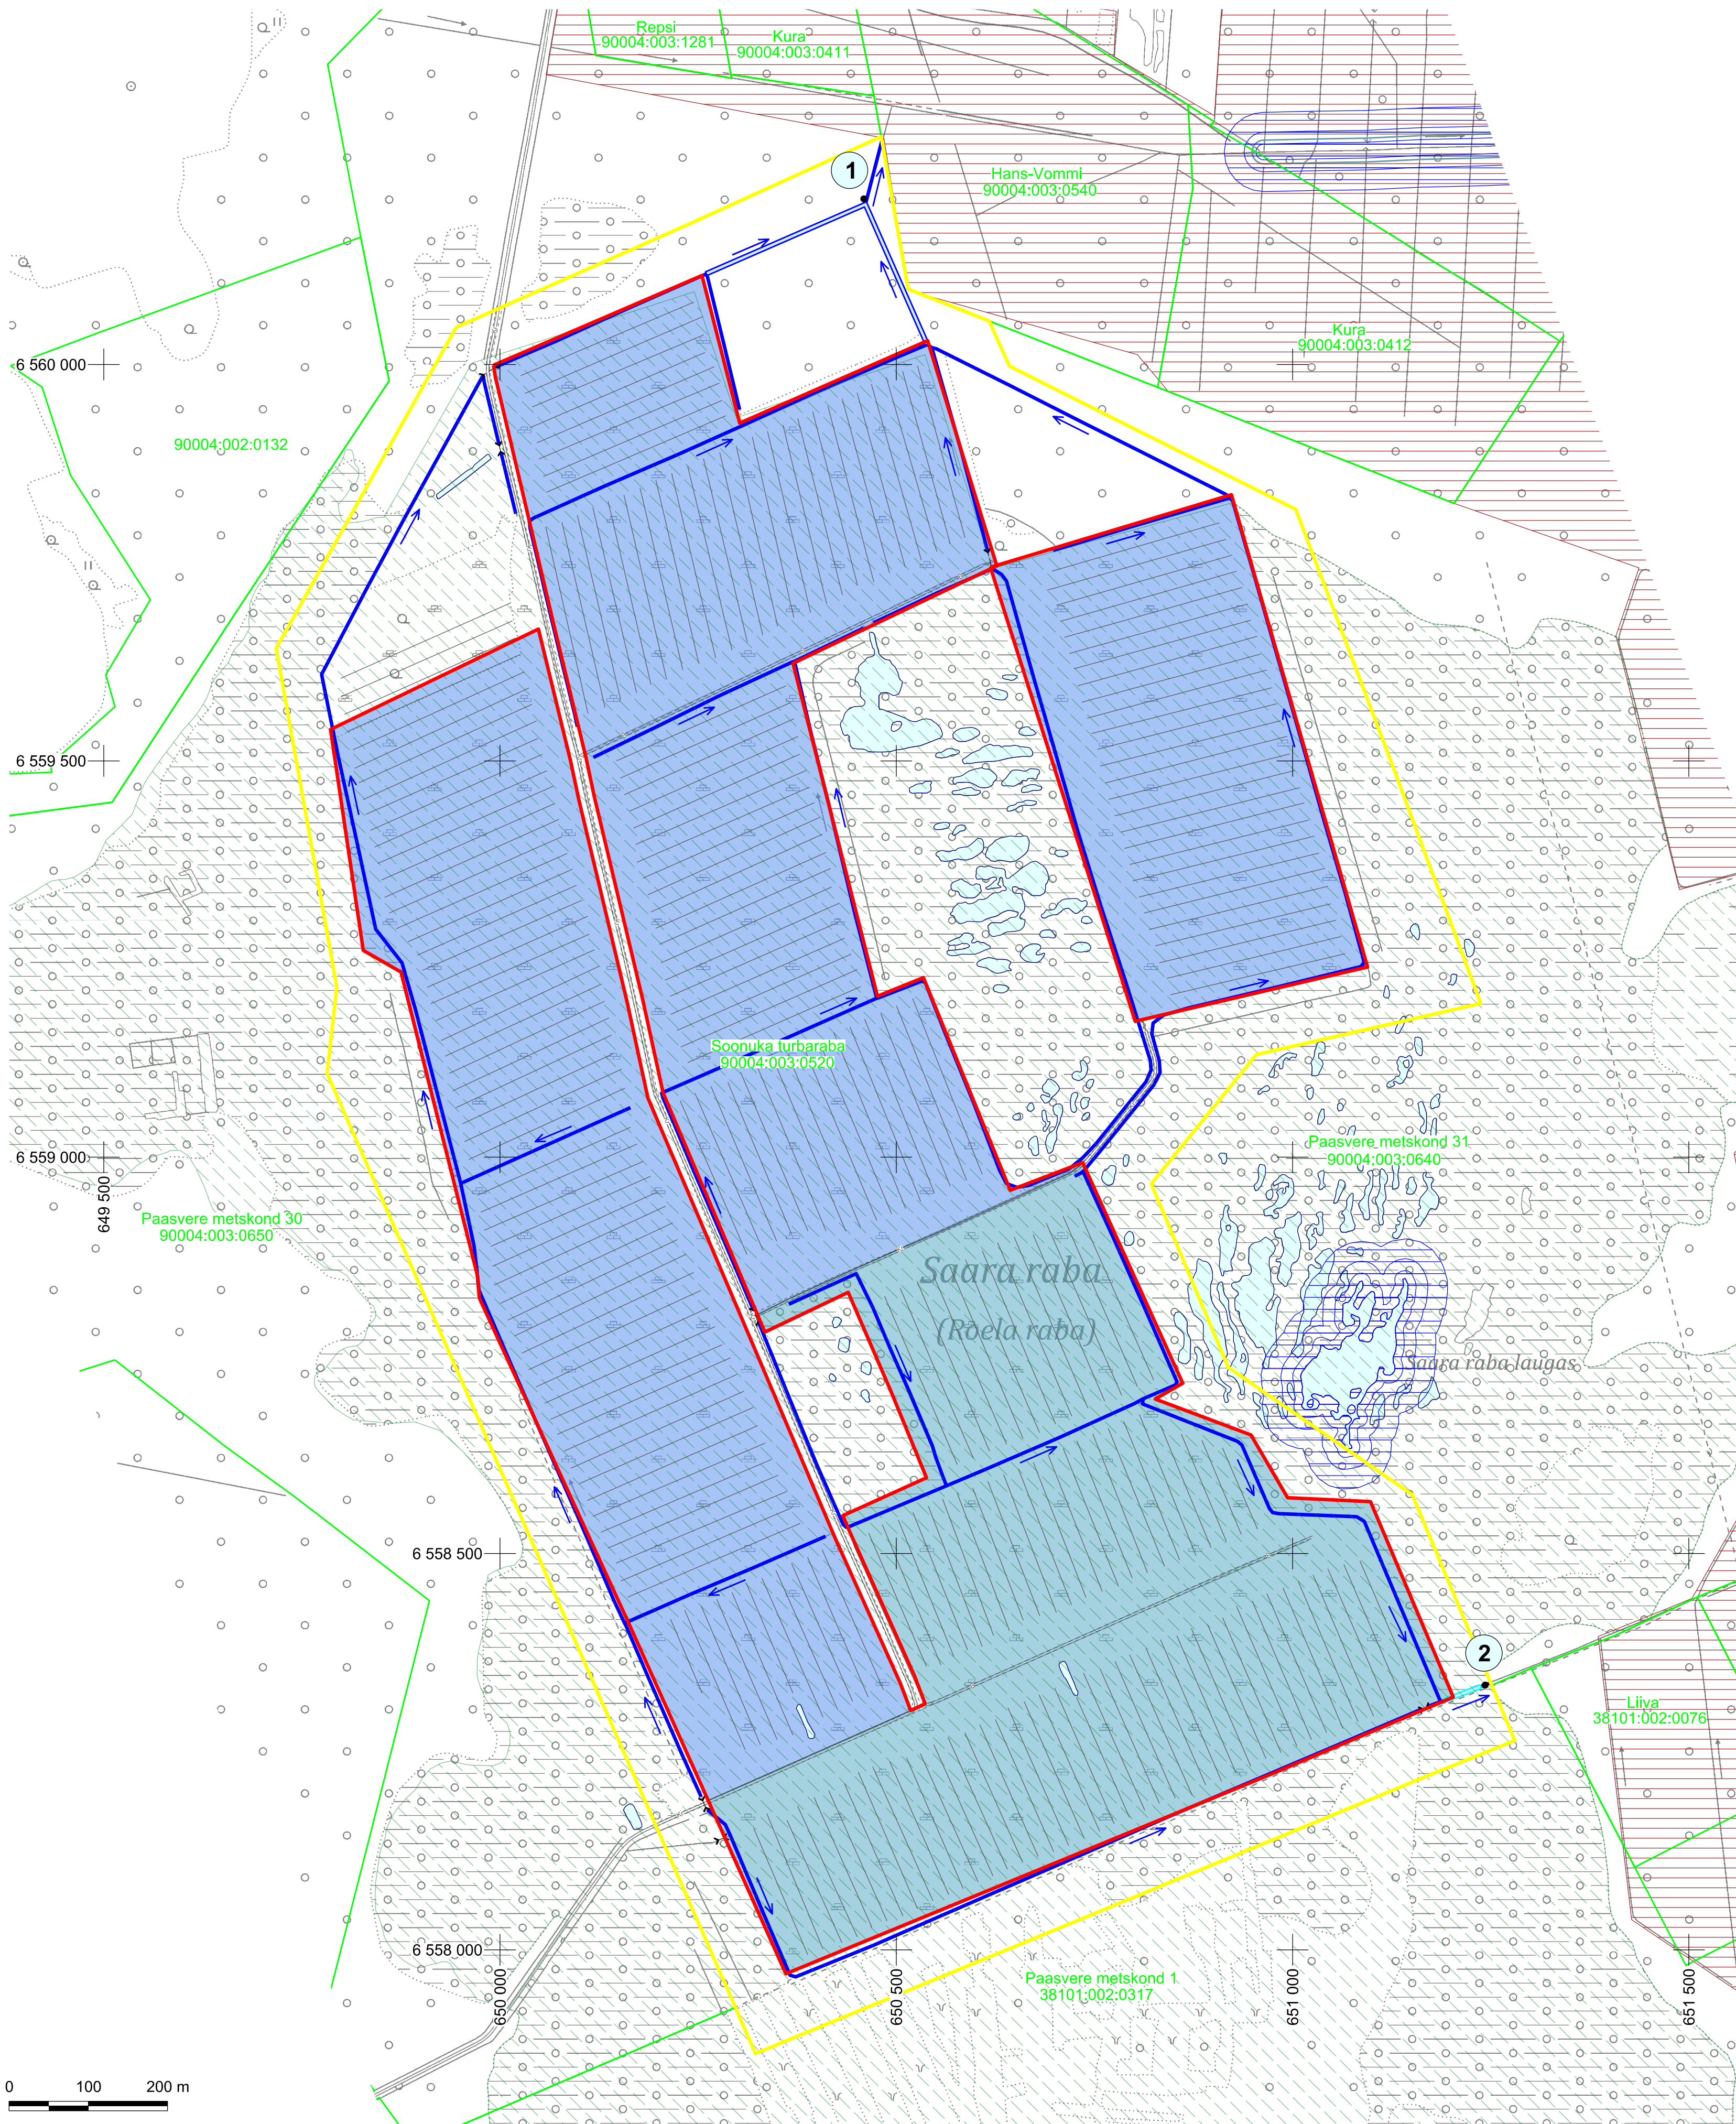 Repsi
90004:003:1281
Kura
90004:003:0411
1
Hans-Vommi
90004:003:0540
Kura
90004:003:0412
6 560 000
90004:002:0132
6 559 500
Soonuka turbaraba
90004:003:0520
6 559 000
649 500
Paasvere metskond 31
90004:003:0640
Paasvere metskond 30
90004:003:0650
Saara raba
(Roela raba)
Saara raba laugas
6 558 500
2
Liiva
38101:002:0076
6 558 000
650 000
650 500
651 000
651 500
Paasvere metskond 1
38101:002:0317
0 100 200 m